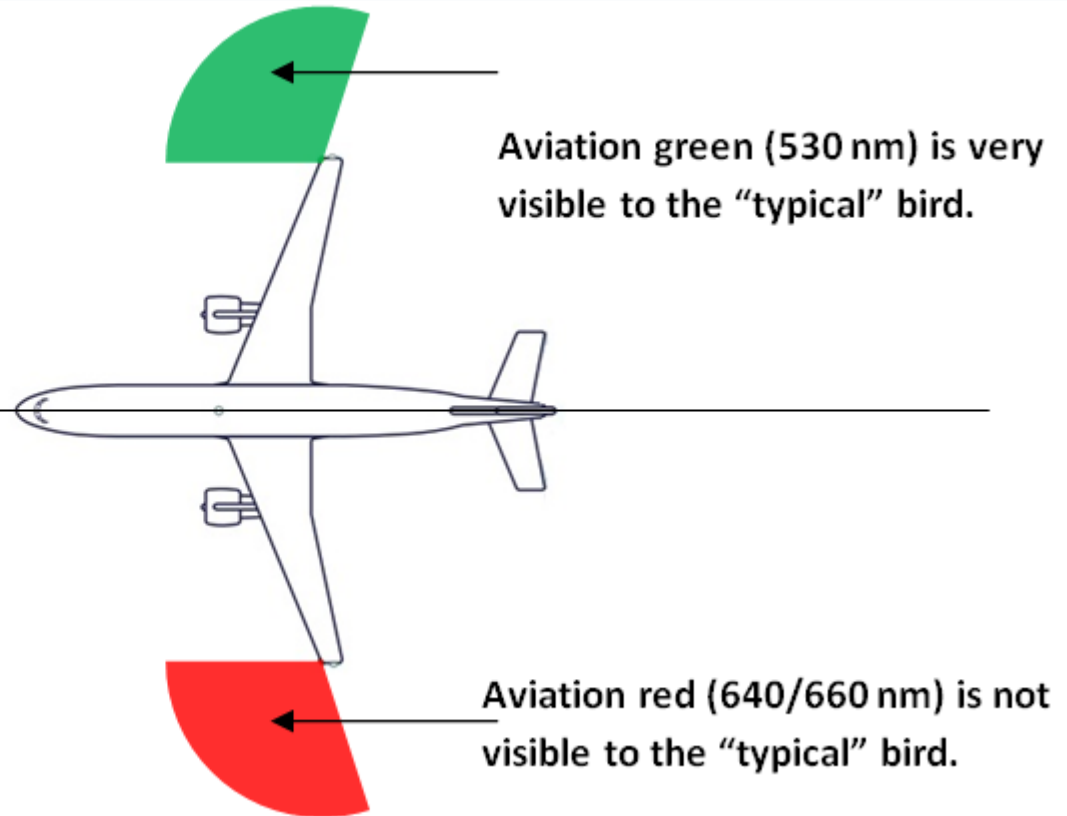 Aviation green (530 nm) is very
visible to the “typical” bird.
Aviation red (640/660 nm) is not
visible to the “typical” bird.